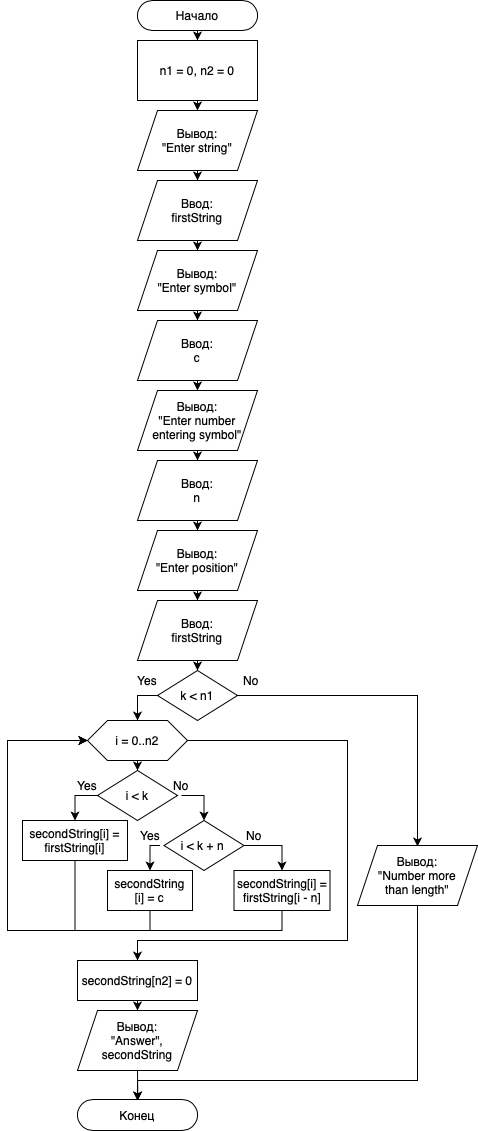 Начало
n1 = 0, n2 = 0
Вывод:
"Enter string"
Ввод:
firstString
Вывод:
"Enter symbol"
Ввод:
c
Вывод:
"Enter number
entering symbol"
Ввод:
n
Вывод:
"Enter position"
Ввод:
firstString
Yes
No
k < n1
i = 0..n2
Yes
No
i < k
secondString[i] =
firstString[i]
Yes
No
i < k + n
secondString
[i] = c
secondString[i] =
firstString[i - n]
Вывод:
"Number more
than length"
secondString[n2] = 0
Вывод:
"Answer",
secondString
Конец